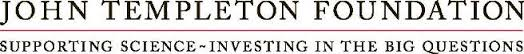 JOHN TEMPLETON FOUNDATION
SUPPORTING SCIENCE~INVESTING IN THE BIG QUESTIONS